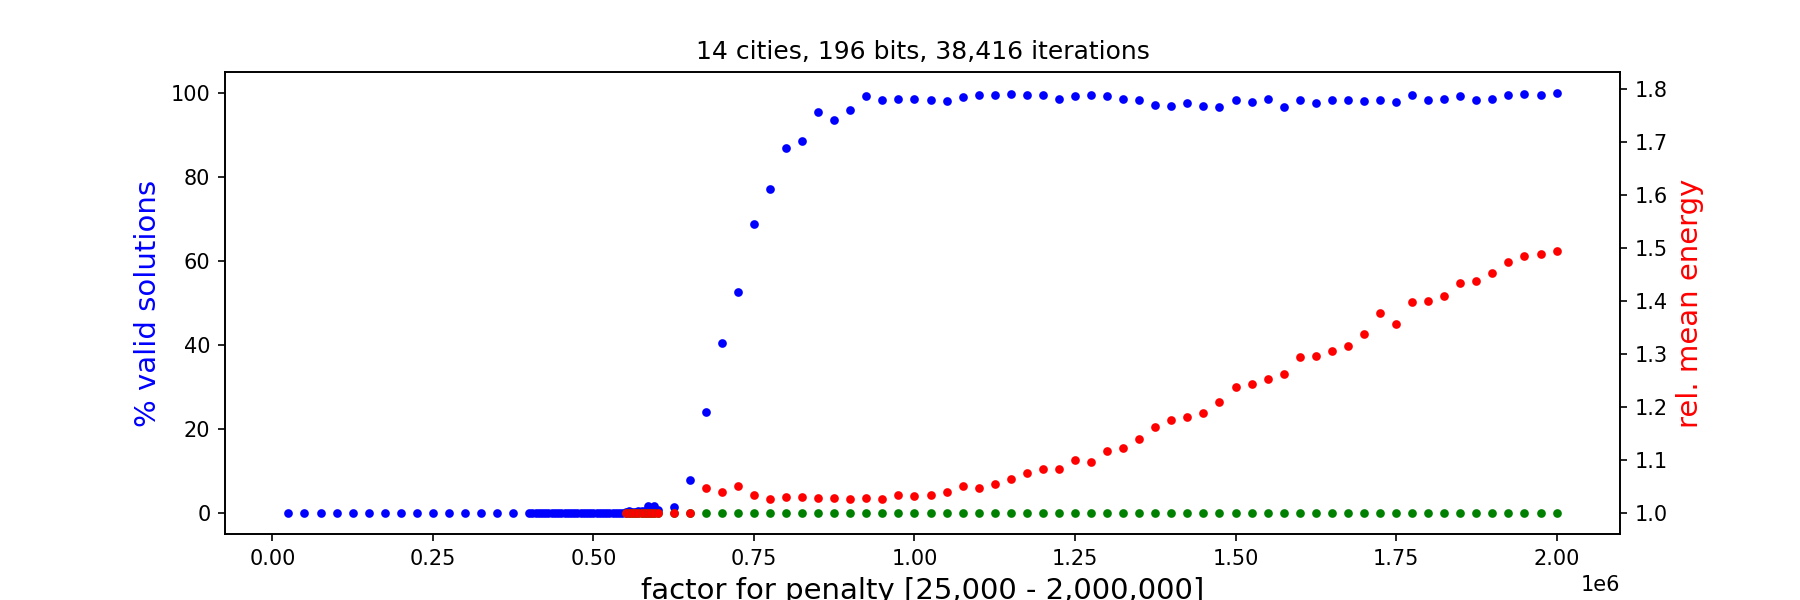 14 cities, 196 bits, 38,416 iterations
100
80
60
40
20
0
% valid solutions
1.8
1.7
1.6
1.5
1.4
1.3
1.2
1.1
1.0
rel. mean energy
0.00 0.25 0.50 0.75 1.00 1.25 1.50 1.75 2.00
1e6
factor for penalty [25,000 - 2,000,000]